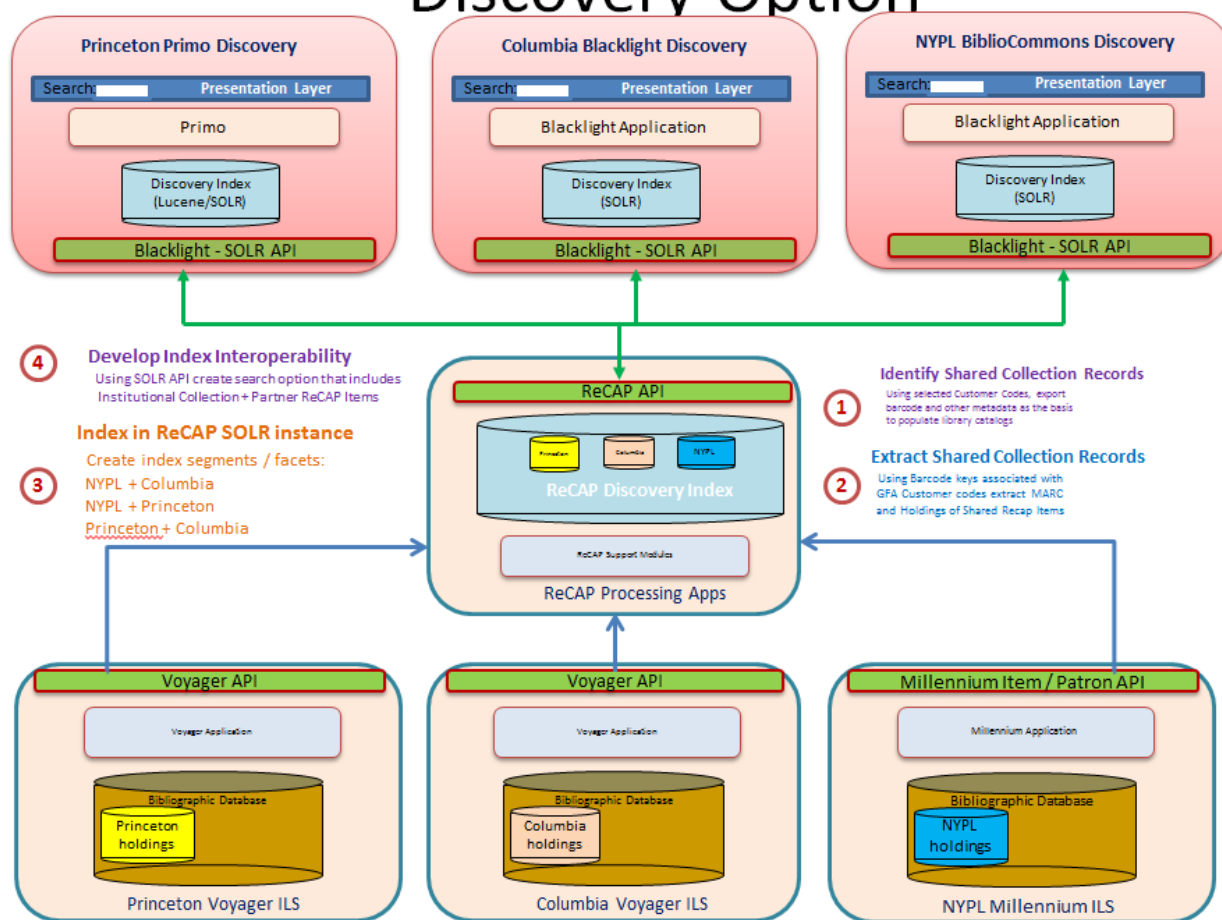 Discovery Option
Princeton Primo Discovery
Search:
Presentation Layer
Primo
Discovery Index
(Lucene/SOLR)
Blacklight - SOLR API
Columbia Blacklight Discovery
Search:
Presentation Layer
Blacklight Application
Discovery Index
(SOLR)
Blacklight - SOLR API
NYPL BiblioCommons Discovery
Search:
Presentation Layer
Blacklight Application
Discovery Index
(SOLR)
Blacklight - SOLR API
4
Develop Index Interoperability
Using SOLR API create search option that includes
Institutional Collection + Partner ReCAP Items
3
Index in ReCAP SOLR instance
Create index segments / facets:
NYPL + Columbia
NYPL + Princeton
Princeton + Columbia
ReCAP API
Princeton
Columbia
NYPL
ReCAP Discovery Index
ReCAP Support Modules
ReCAP Processing Apps
1
Identify Shared Collection Records
Using selected Customer Codes, export
barcode and other metadata as the basis
to populate library catalogs
2
Extract Shared Collection Records
Using Barcode keys associated with
GFA Customer codes extract MARC
and Holdings of Shared Recap Items
Voyager API
Voyager Application
Bibliographic Database
Princeton
holdings
Princeton Voyager ILS
Voyager API
Voyager Application
Bibliographic Database
Columbia
holdings
Columbia Voyager ILS
Millennium Item / Patron API
Millennium Application
Bibliographic Database
NYPL
holdings
NYPL Millennium ILS